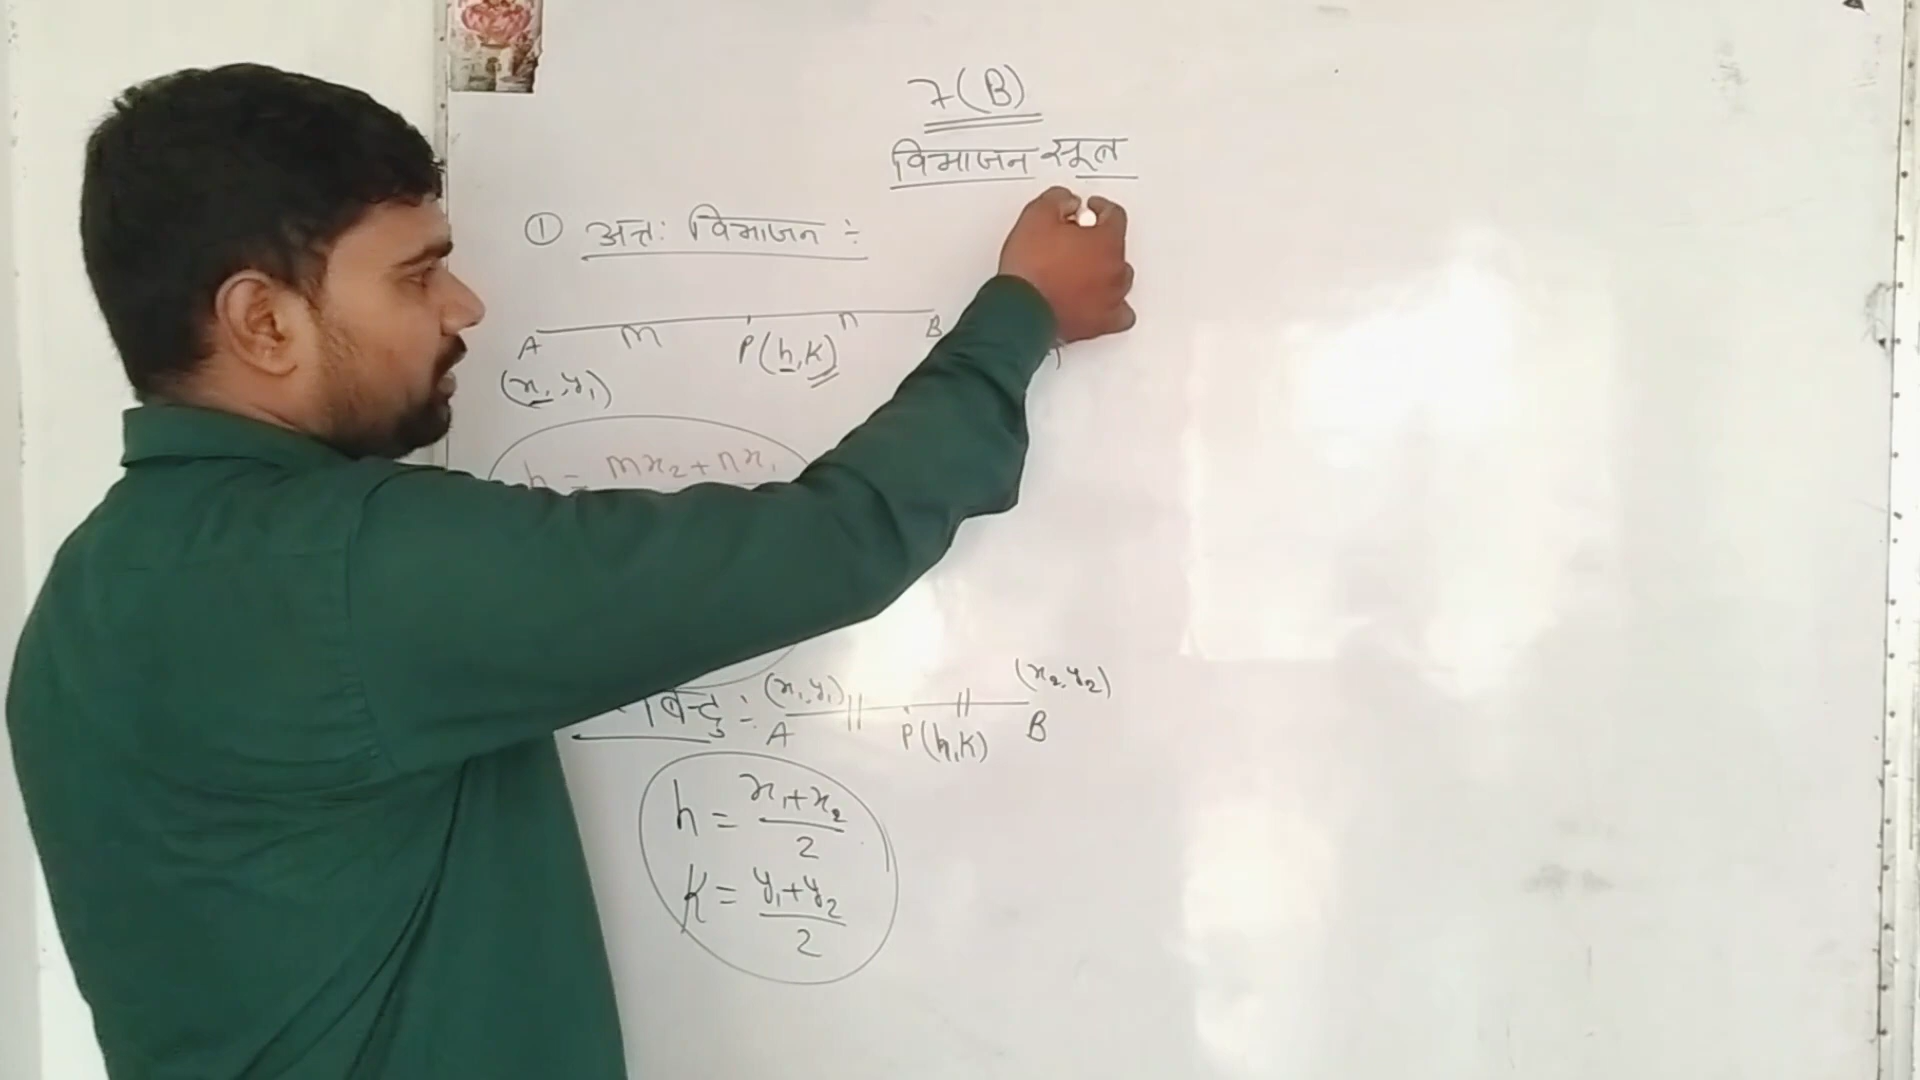 7(B)
विभाजन सूत्र
① अन्तः विभाजन ÷
A m P(h,k) n B
(x₁,y₁)
h = mx₂+nx₁
बिन्दु ÷ (x₁,y₁) (x₂,y₂)
A P(h,k) B
h = x₁+x₂
2
K = y₁+y₂
2